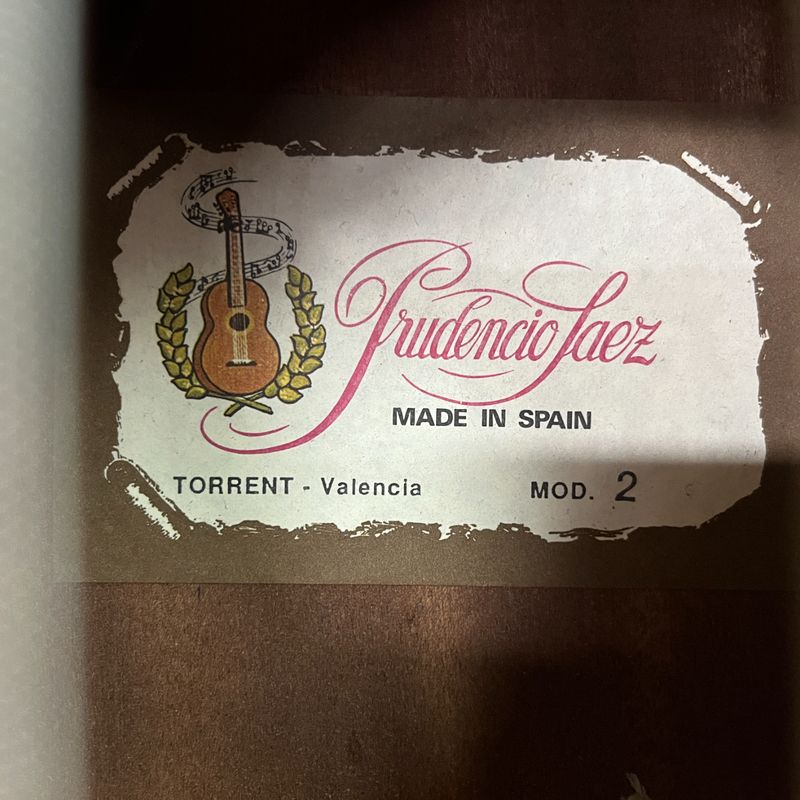 Prudencio Saez
MADE IN SPAIN
TORRENT - Valencia MOD. 2